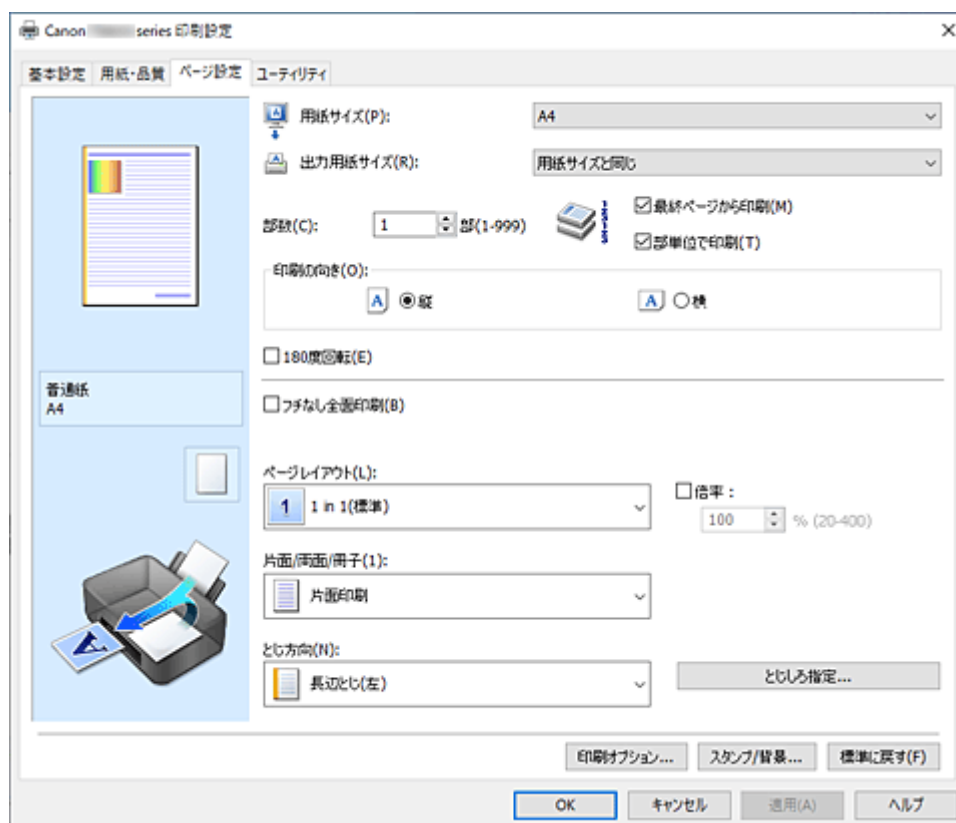 Canon series 印刷設定
基本設定 用紙・品質 ページ設定 ユーティリティ
用紙サイズ(P): A4
出力用紙サイズ(R): 用紙サイズと同じ
部数(C): 1 部(1-999)
最終ページから印刷(M)
部単位で印刷(T)
印刷の向き(O):
A 縦 A 横
180度回転(E)
普通紙
A4
フチなし全面印刷(B)
ページレイアウト(L):
1 1 in 1(標準)
倍率:
100 % (20-400)
片面/両面/冊子(1):
片面印刷
とじ方向(N):
長辺とじ(左)
とじしろ指定...
印刷オプション... スタンプ/背景... 標準に戻す(F)
OK キャンセル 適用(A) ヘルプ